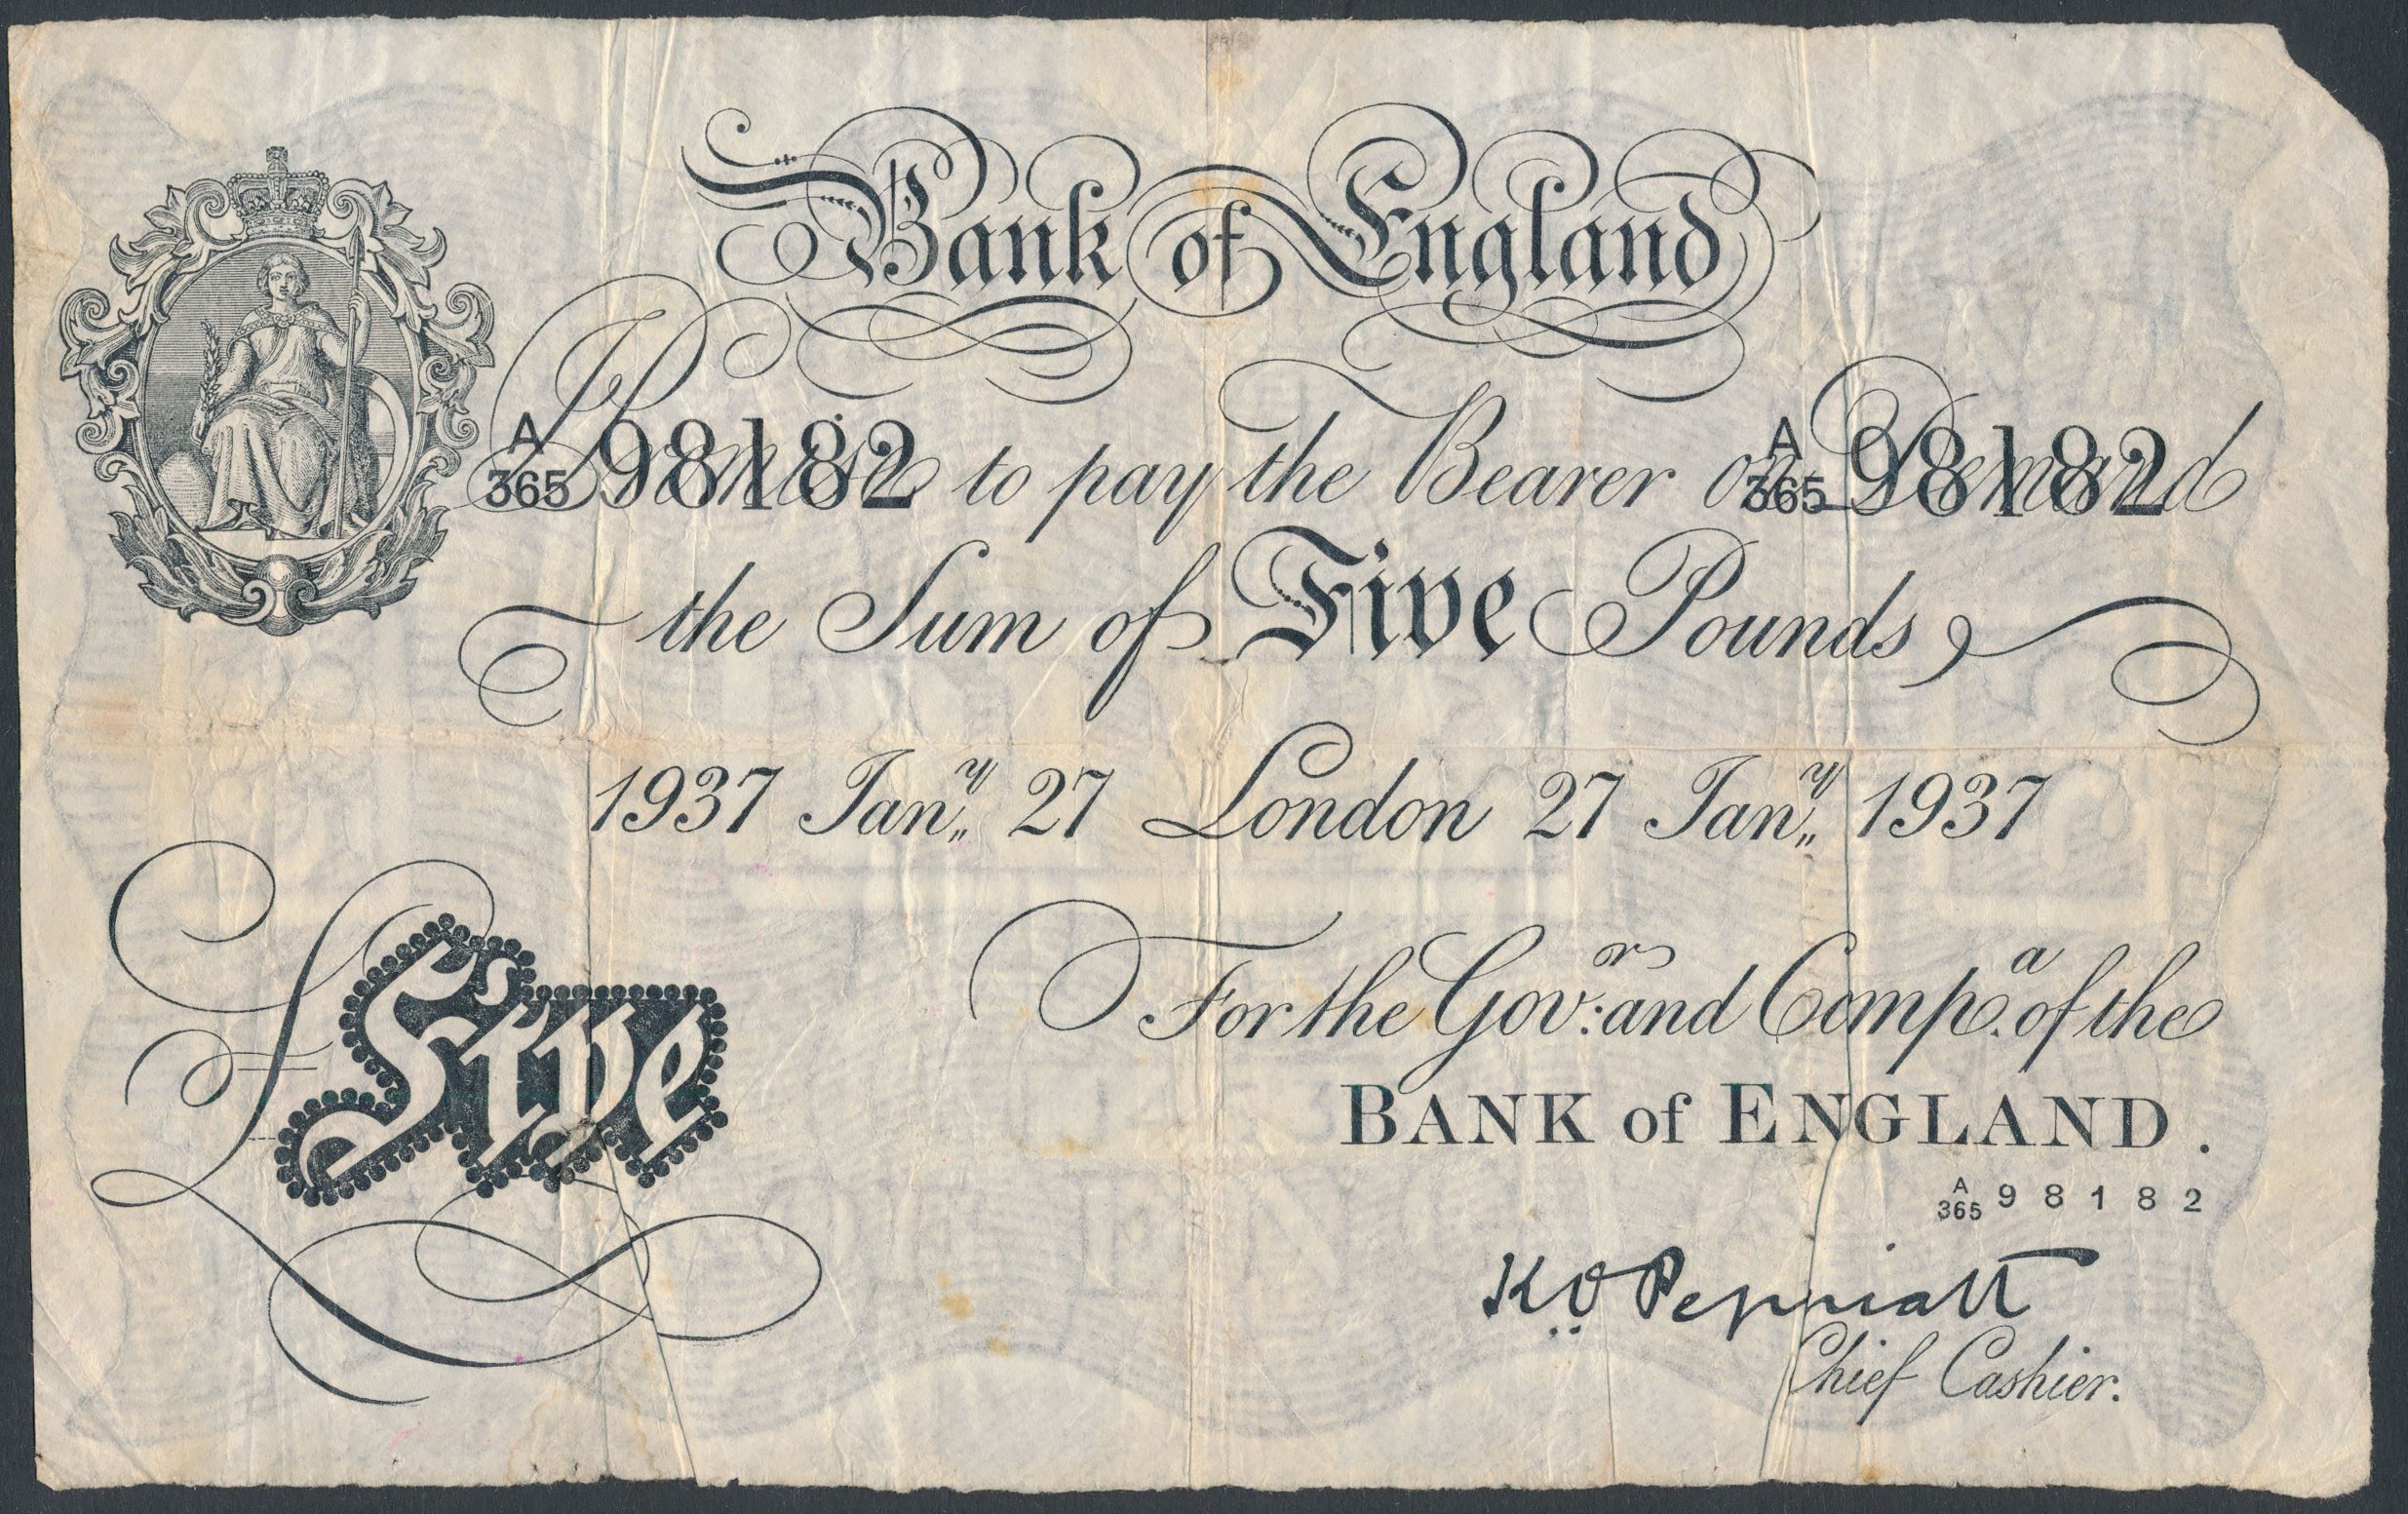 Bank of England
A
365 98182
I Promise to pay the Bearer on Demand
A
365 98182
the Sum of Five Pounds
1937 Janʸ 27 London 27 Janʸ 1937
For the Govʳ: and Compᵃ. of the
BANK of ENGLAND.
£ Five
A
365 98182
K O Peppiatt
Chief Cashier.